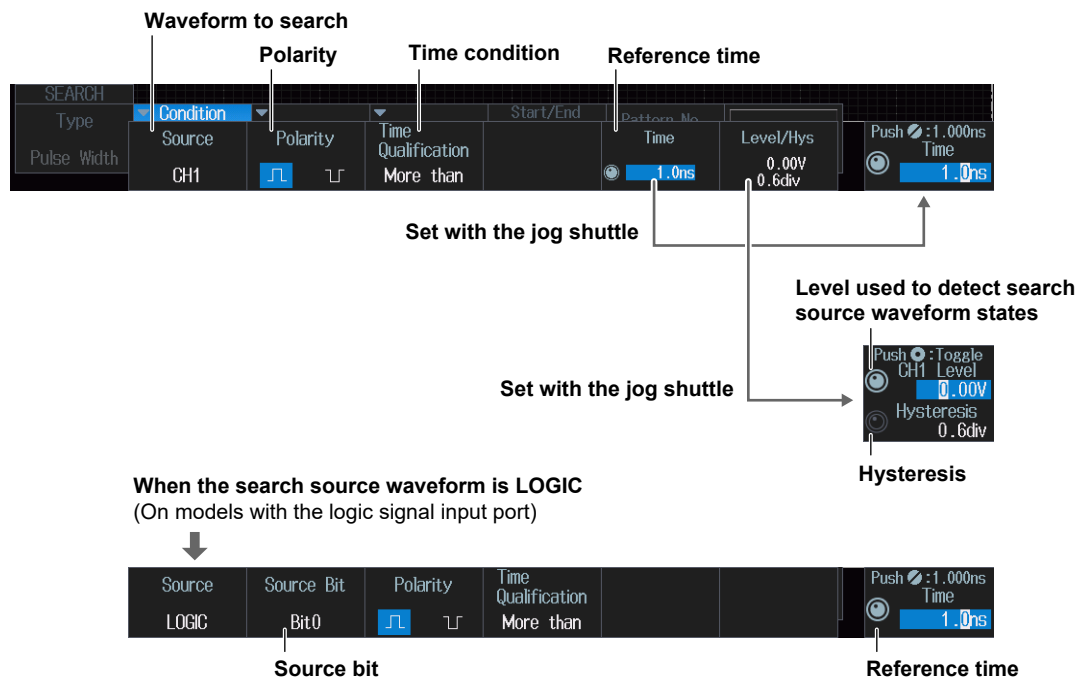 Waveform to search
Polarity
Time condition
Reference time
SEARCH
Type
Pulse Width
Condition
Start/End
Pattern No.
Source
CH1
Polarity
Time
Qualification
More than
Time
1.0ns
Level/Hys
0.00V
0.6div
Push :1.000ns
Time
1.0ns
Set with the jog shuttle
Level used to detect search
source waveform states
Push :Toggle
CH1 Level
0.00V
Hysteresis
0.6div
Set with the jog shuttle
Hysteresis
When the search source waveform is LOGIC
(On models with the logic signal input port)
Source
LOGIC
Source Bit
Bit0
Polarity
Time
Qualification
More than
Push :1.000ns
Time
1.0ns
Source bit
Reference time